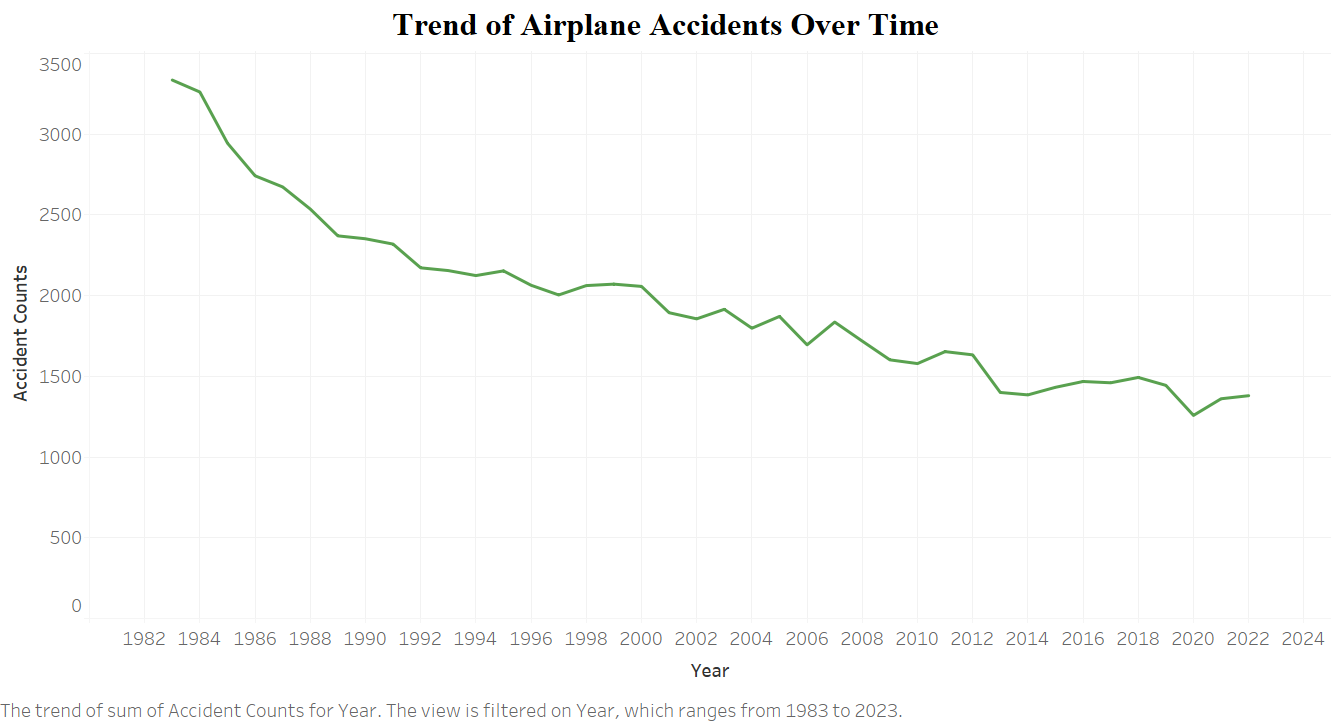 Trend of Airplane Accidents Over Time
3500
3000
2500
2000
1500
1000
500
0
Accident Counts
1982 1984 1986 1988 1990 1992 1994 1996 1998 2000 2002 2004 2006 2008 2010 2012 2014 2016 2018 2020 2022 2024
Year
The trend of sum of Accident Counts for Year. The view is filtered on Year, which ranges from 1983 to 2023.